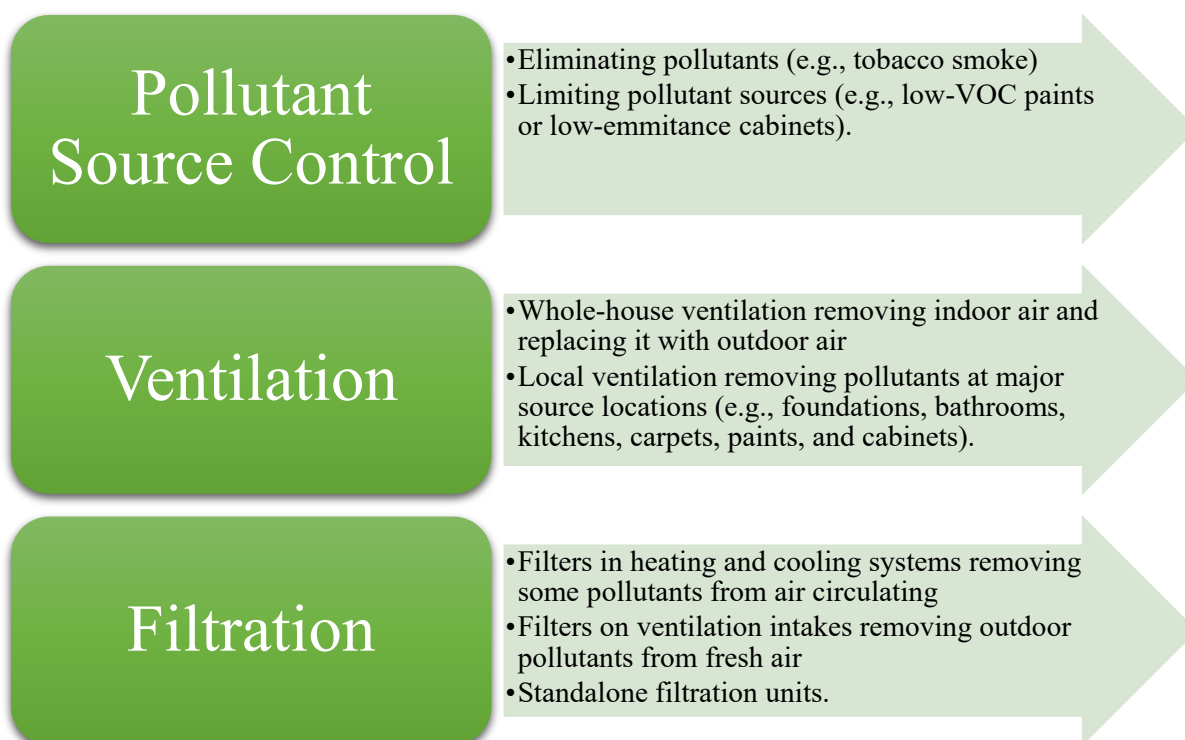 Pollutant
Source Control
•Eliminating pollutants (e.g., tobacco smoke)
•Limiting pollutant sources (e.g., low-VOC paints
or low-emmitance cabinets).
Ventilation
•Whole-house ventilation removing indoor air and
replacing it with outdoor air
•Local ventilation removing pollutants at major
source locations (e.g., foundations, bathrooms,
kitchens, carpets, paints, and cabinets).
Filtration
•Filters in heating and cooling systems removing
some pollutants from air circulating
•Filters on ventilation intakes removing outdoor
pollutants from fresh air
•Standalone filtration units.